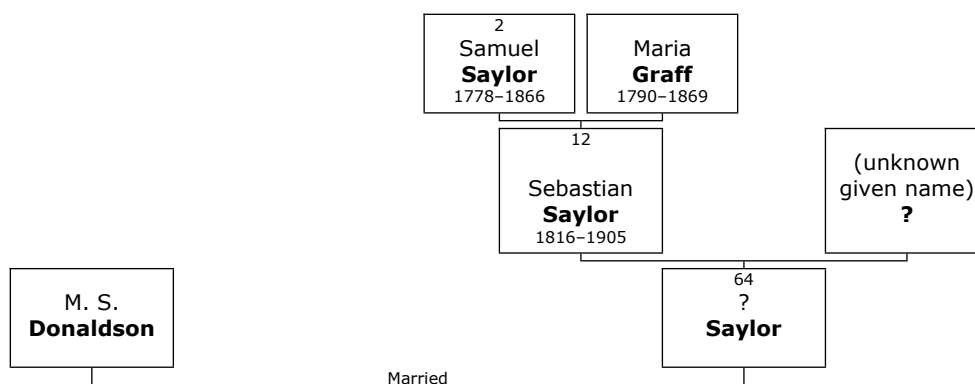 2
Samuel
Saylor
1778–1866
Maria
Graff
1790–1869
12
Sebastian
Saylor
1816–1905
(unknown
given name)
?
M. S.
Donaldson
64
?
Saylor
Married